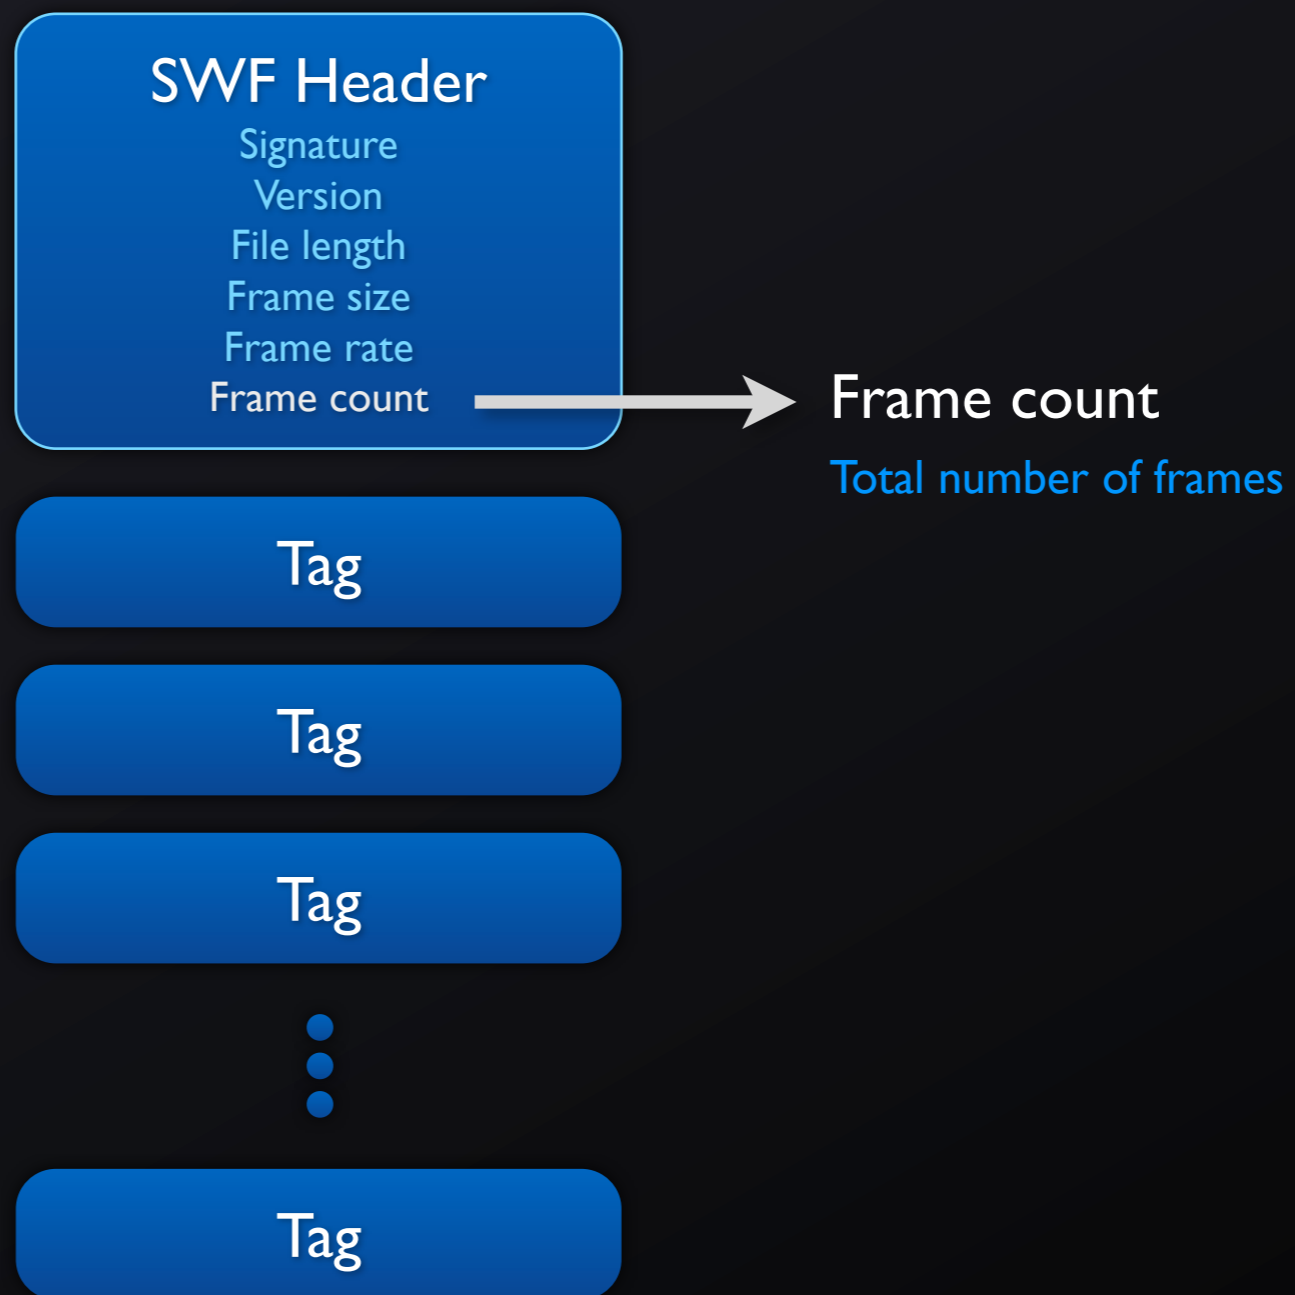 SWF Header
Signature
Version
File length
Frame size
Frame rate
Frame count
Frame count
Total number of frames
Tag
Tag
Tag
Tag